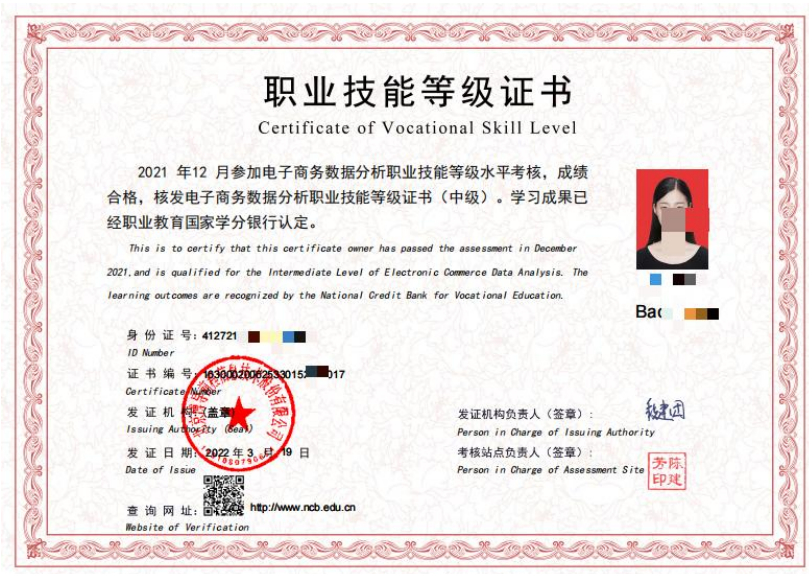 职业技能等级证书
Certificate of Vocational Skill Level
2021 年12 月参加电子商务数据分析职业技能等级水平考核，成绩
合格，核发电子商务数据分析职业技能等级证书（中级）。学习成果已
经职业教育国家学分银行认定。
This is to certify that this certificate owner has passed the assessment in December
2021,and is qualified for the Intermediate Level of Electronic Commerce Data Analysis. The
learning outcomes are recognized by the National Credit Bank for Vocational Education.
Bao
身 份 证 号：412721
ID Number
证 书 编 号：
017
Certificate Number
发 证 机 构（盖章）
Issuing Authority (Seal)
发证机构负责人（签章）：
Person in Charge of Issuing Authority
发 证 日 期：2022 年 3 月 19 日
Date of Issue
考核站点负责人（签章）：
Person in Charge of Assessment Site
陈建
芳印
查 询 网 址：
http://www.ncb.edu.cn
Website of Verification